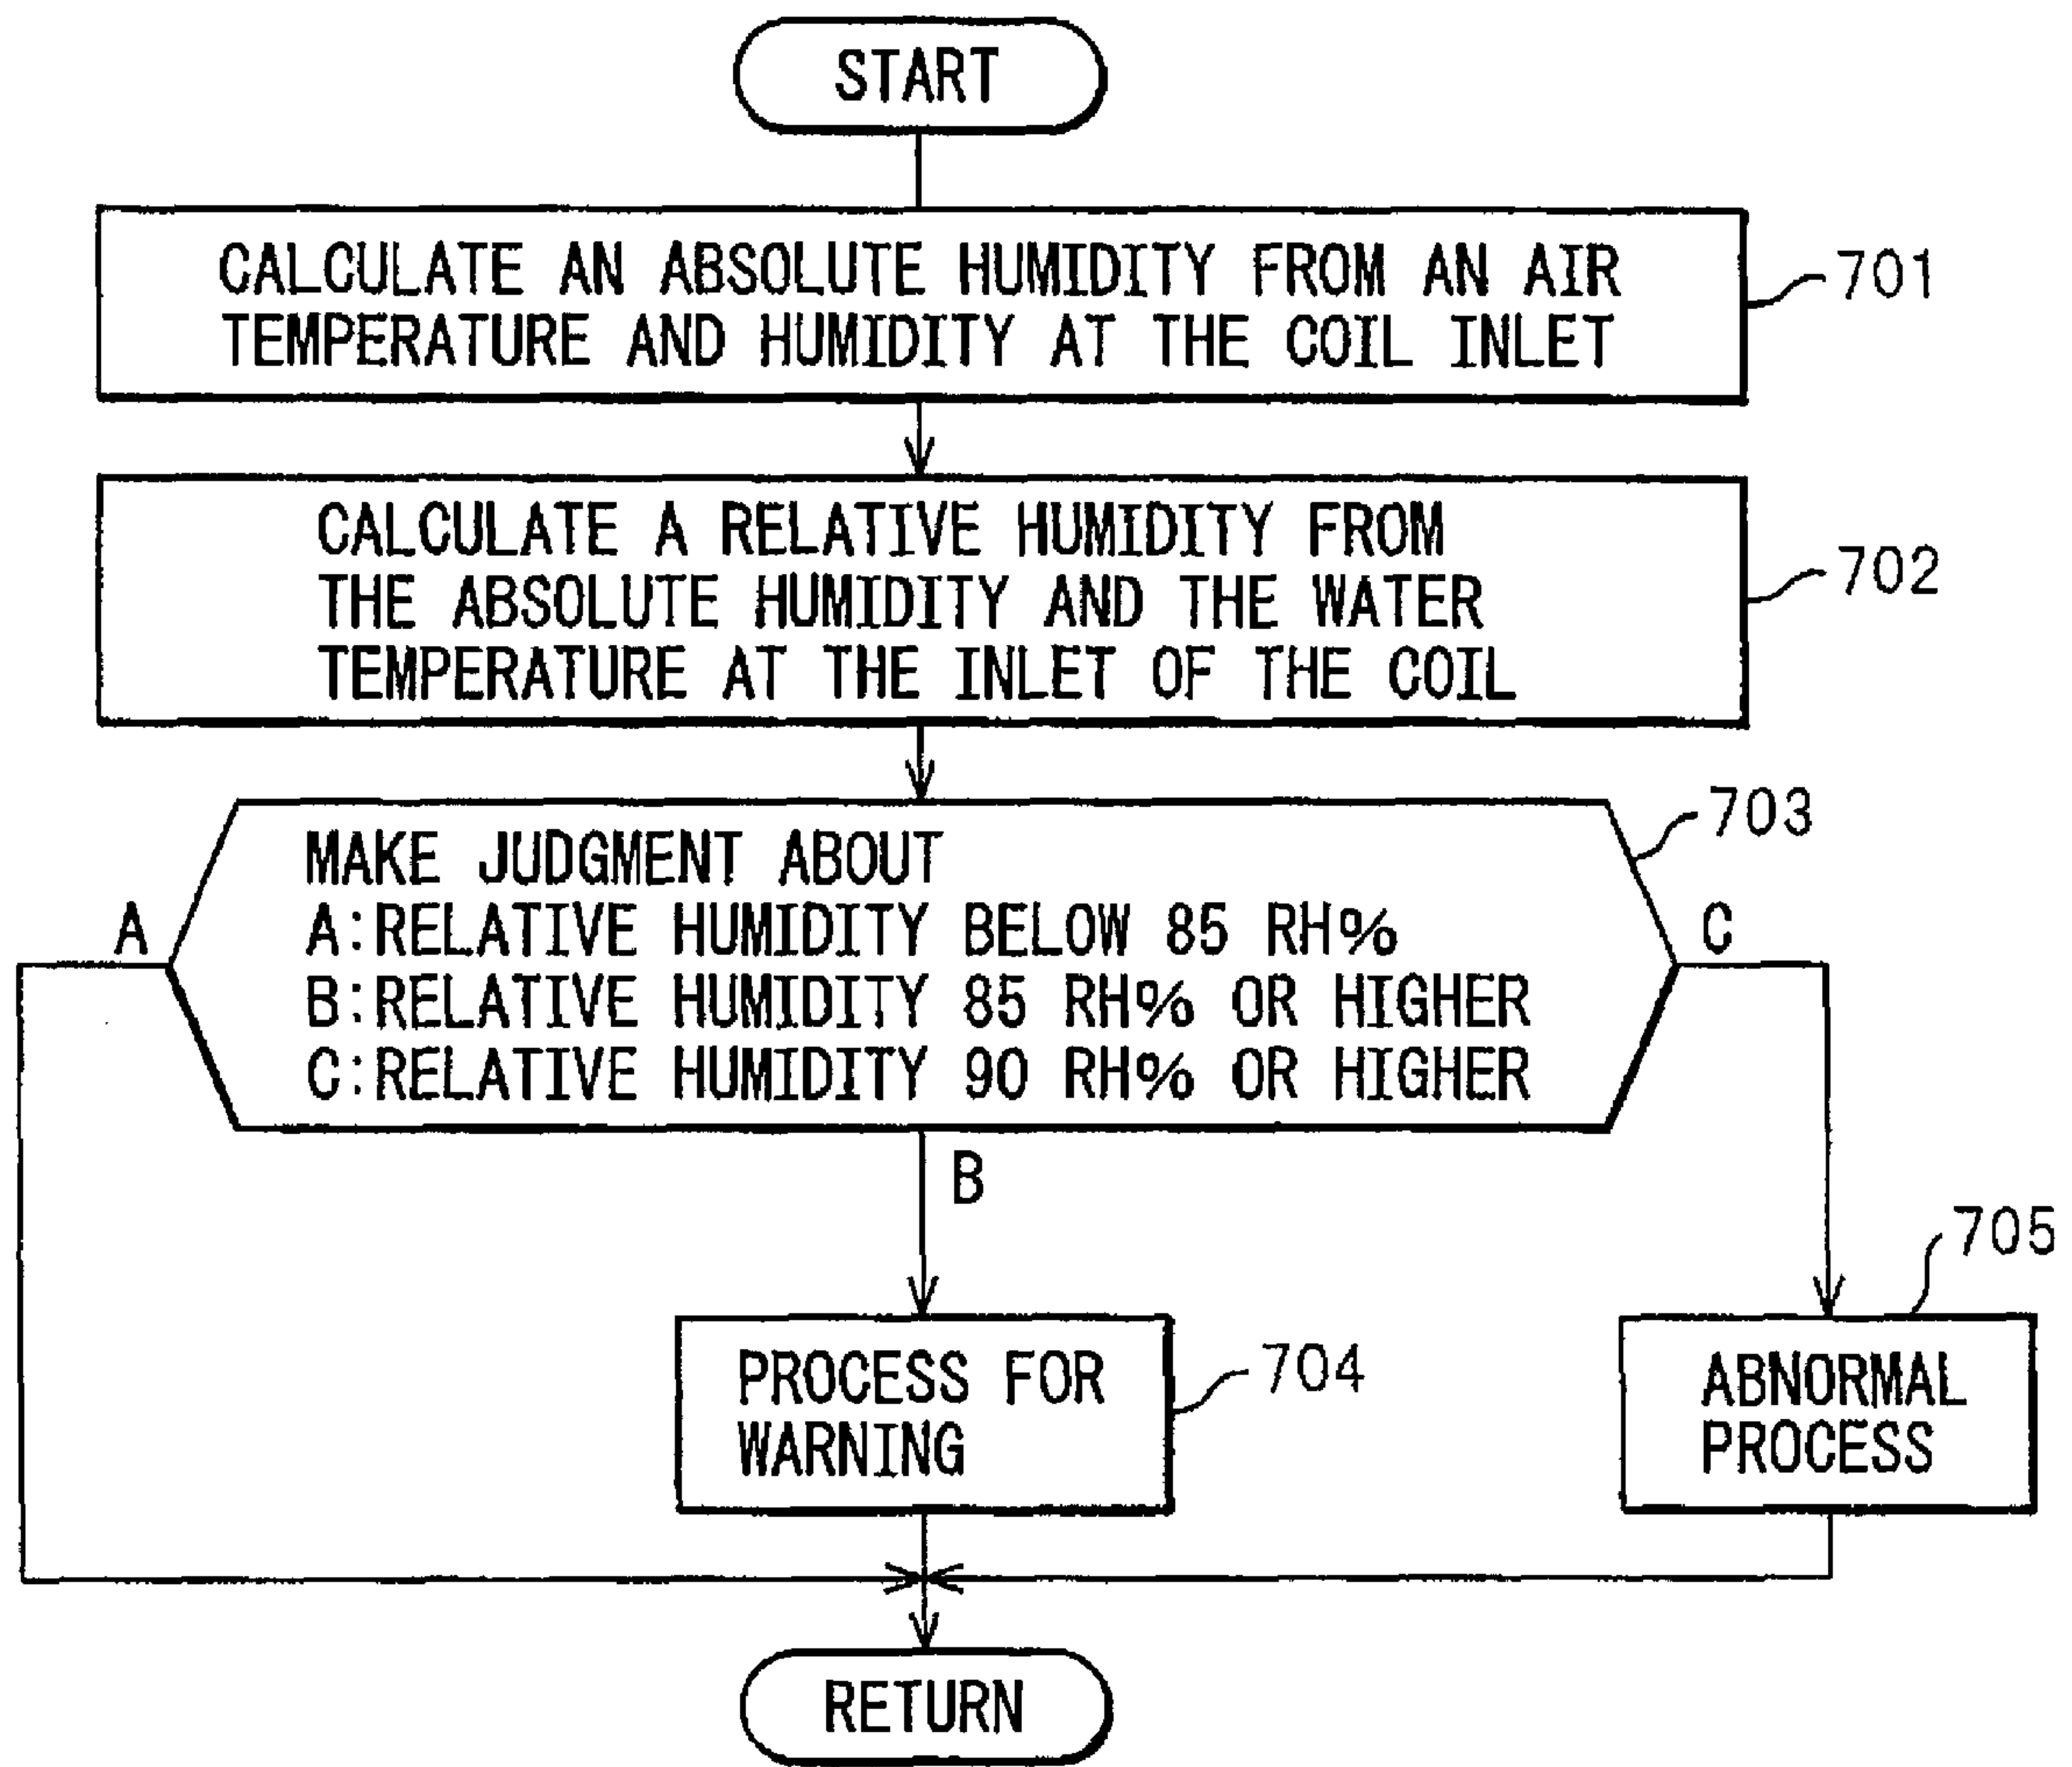 START
CALCULATE AN ABSOLUTE HUMIDITY FROM AN AIR
TEMPERATURE AND HUMIDITY AT THE COIL INLET
701
CALCULATE A RELATIVE HUMIDITY FROM
THE ABSOLUTE HUMIDITY AND THE WATER
TEMPERATURE AT THE INLET OF THE COIL
702
703
MAKE JUDGMENT ABOUT
A:RELATIVE HUMIDITY BELOW 85 RH%
B:RELATIVE HUMIDITY 85 RH% OR HIGHER
C:RELATIVE HUMIDITY 90 RH% OR HIGHER
A
C
B
705
PROCESS FOR
WARNING
704
ABNORMAL
PROCESS
RETURN